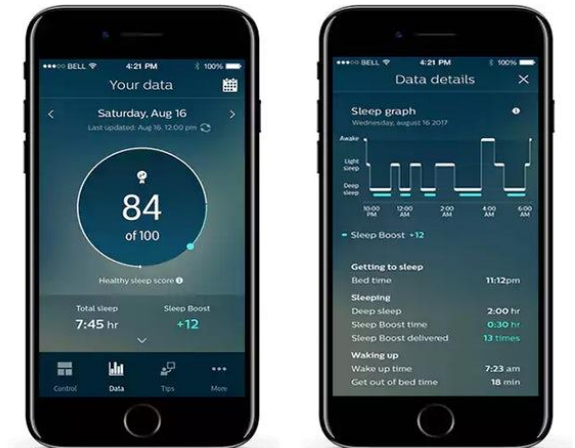 BELL 4:21 PM 100%
Your data
Saturday, Aug 16
Last updated: Aug 16, 12:00 pm
84
of 100
Healthy sleep score
Total sleep Sleep Boost
7:45 hr +12
Control Data Tips More
BELL 4:21 PM 100%
Data details
Sleep graph
Wednesday, august 16 2017
Awake
Light
sleep
Deep
sleep
10:00 12:00 2:00 4:00 6:00
PM AM AM AM AM
Sleep Boost +12
Getting to sleep
Bed time 11:12pm
Sleeping
Deep sleep 2:00 hr
Sleep Boost time 0:30 hr
Sleep Boost delivered 13 times
Waking up
Wake up time 7:23 am
Get out of bed time 18 min